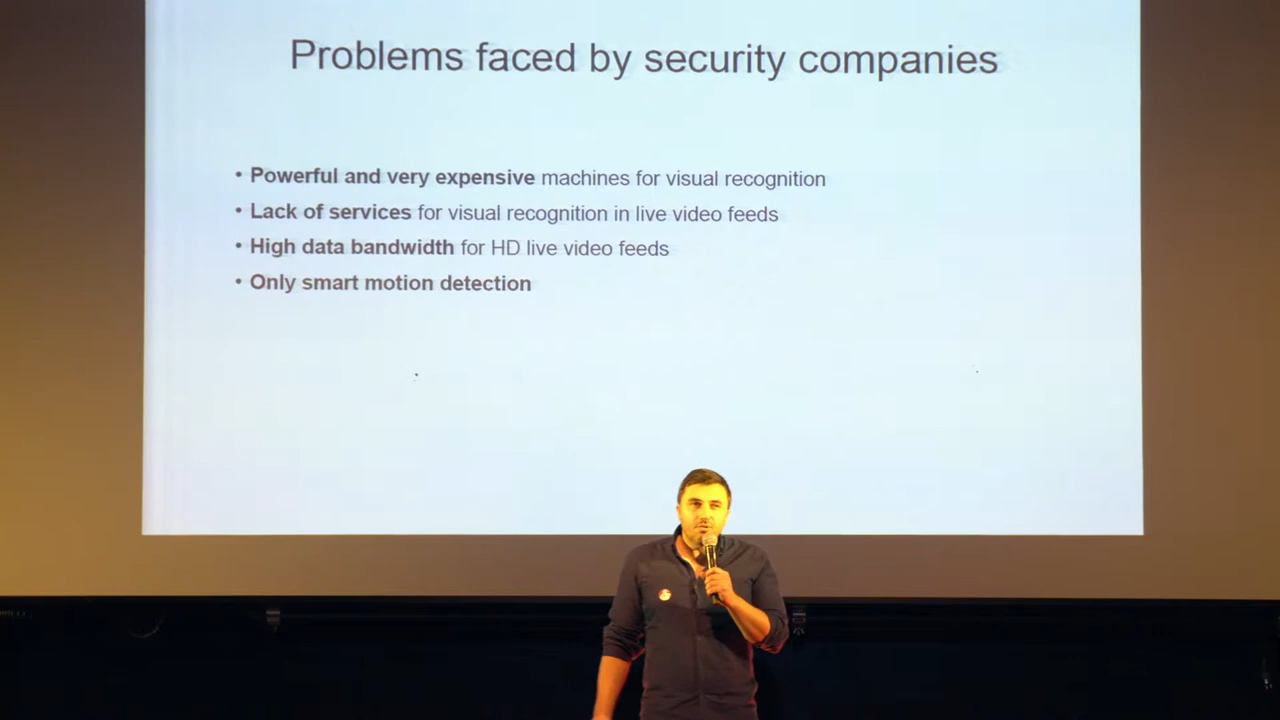 Problems faced by security companies
• Powerful and very expensive machines for visual recognition
• Lack of services for visual recognition in live video feeds
• High data bandwidth for HD live video feeds
• Only smart motion detection